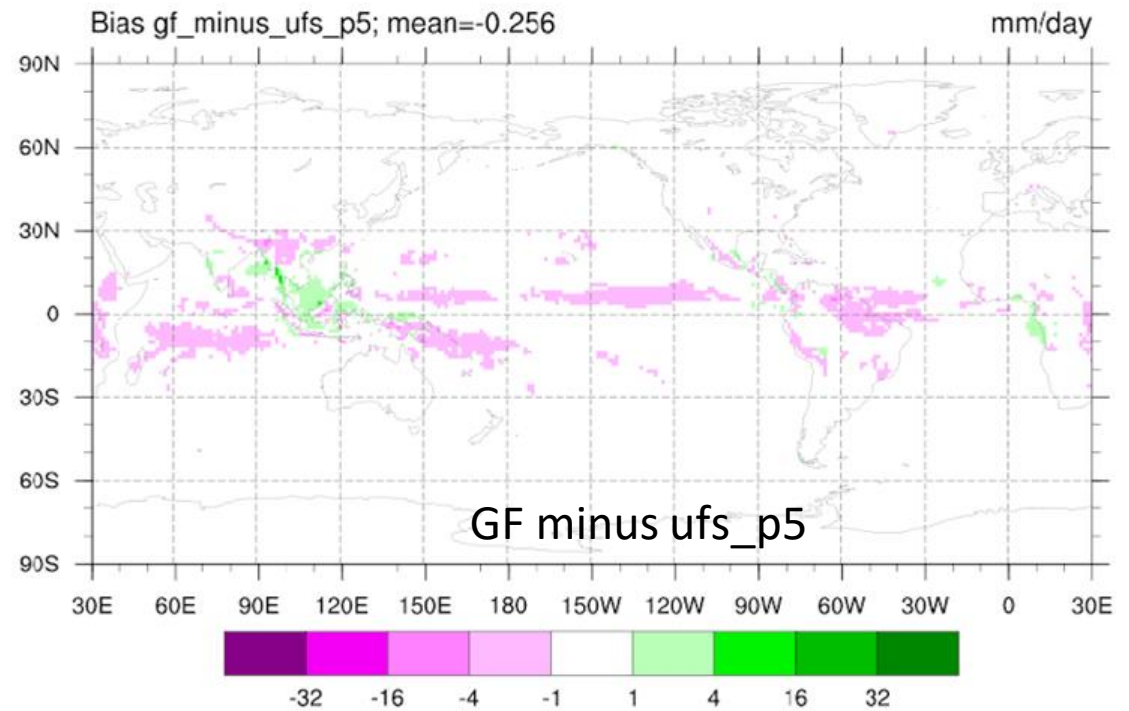 Bias gf_minus_ufs_p5; mean=-0.256 mm/day
90N
60N
30N
0
30S
60S
90S
GF minus ufs_p5
30E 60E 90E 120E 150E 180 150W 120W 90W 60W 30W 0 30E
-32 -16 -4 -1 1 4 16 32